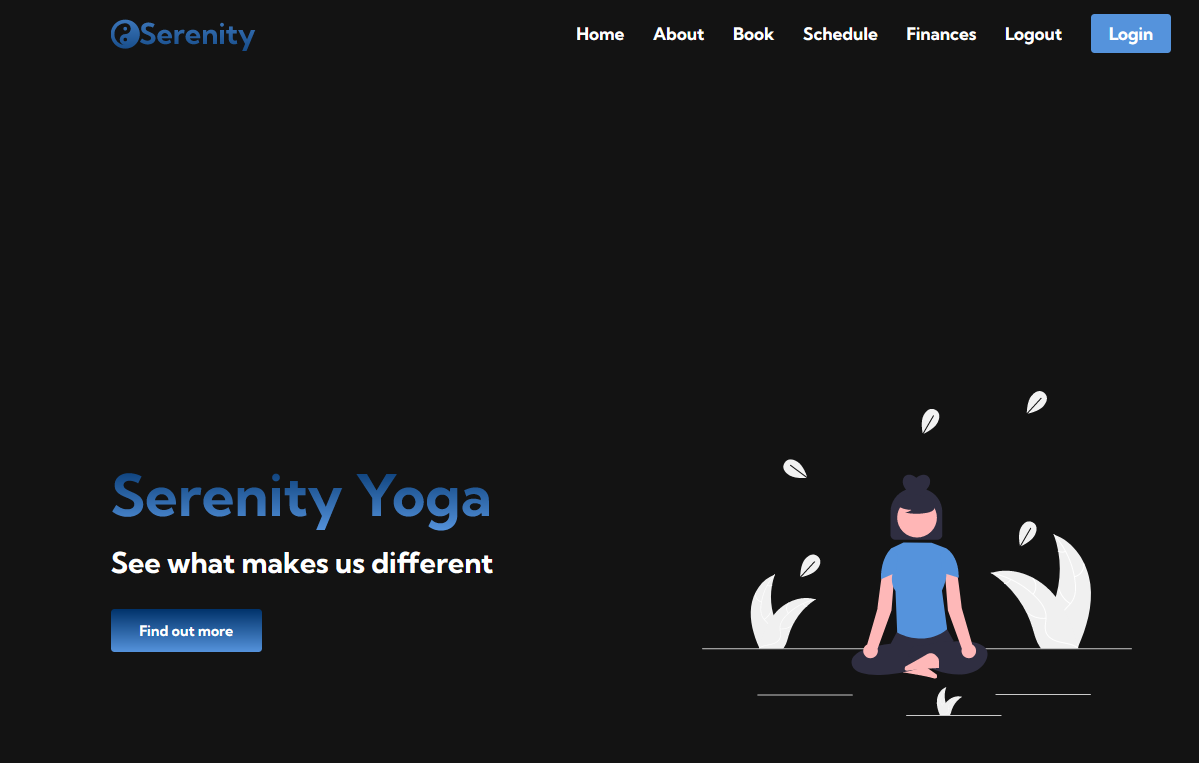 Serenity
Home About Book Schedule Finances Logout Login
Serenity Yoga
See what makes us different
Find out more